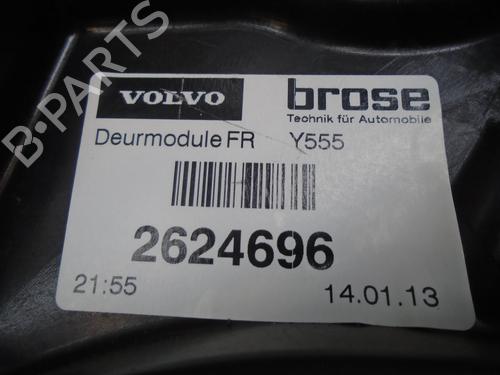 B-PARTS
VOLVO
brose
Technik für Automobile
Deurmodule FR Y555
2624696
21:55 14.01.13